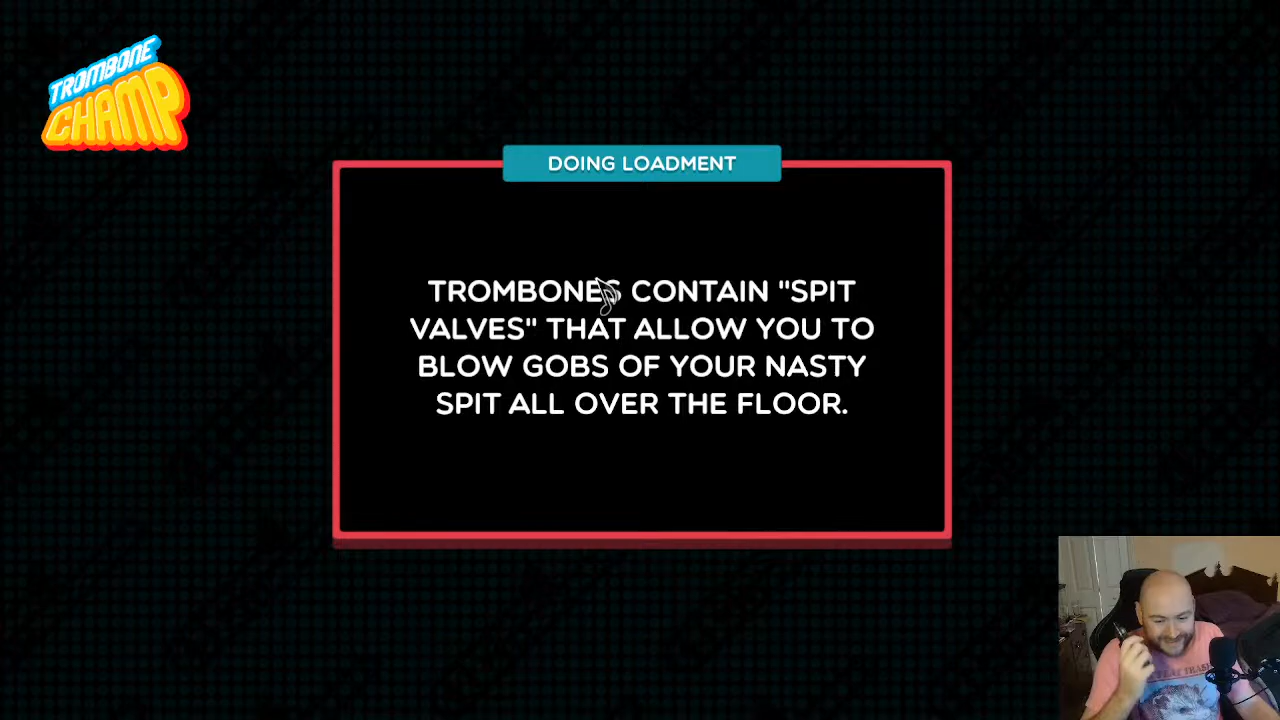 TROMBONE
CHAMP
DOING LOADMENT
TROMBONES CONTAIN "SPIT
VALVES" THAT ALLOW YOU TO
BLOW GOBS OF YOUR NASTY
SPIT ALL OVER THE FLOOR.